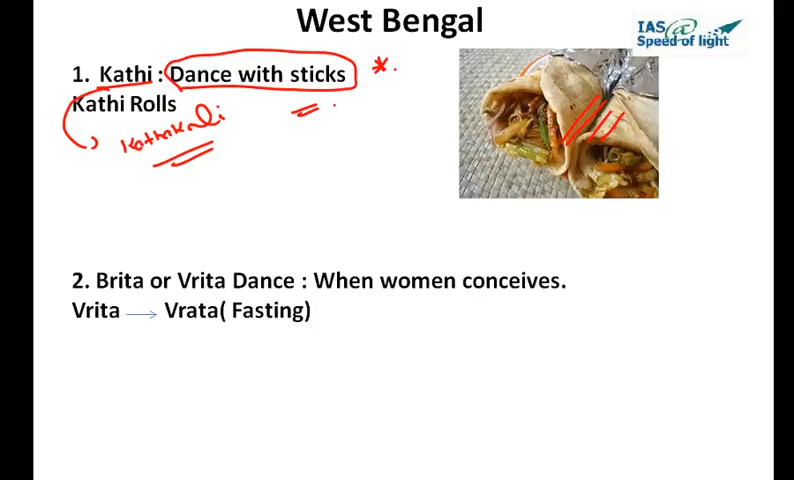 West Bengal
IAS@
Speed of light
1. Kathi : Dance with sticks
Kathi Rolls
Kathakali
2. Brita or Vrita Dance : When women conceives.
Vrita → Vrata( Fasting)